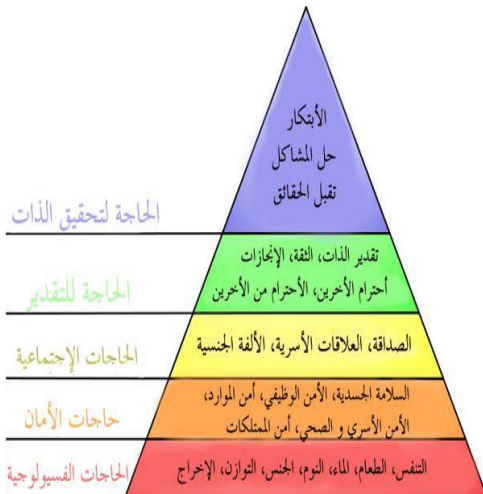 الأبتكار
حل المشاكل
تقبل الحقائق
الحاجة لتحقيق الذات
تقدير الذات، الثقة، الإنجازات
أحترام الأخرين، الأحترام من الأخرين
الحاجة للتقدير
الصداقة، العلاقات الأسرية، الألفة الجنسية
الحاجات الإجتماعية
السلامة الجسدية، الأمن الوظيفي، أمن الموارد،
الأمن الأسري و الصحي، أمن الممتلكات
حاجات الأمان
التنفس، الطعام، الماء، النوم، الجنس، التوازن، الإخراج
الحاجات الفسيولوجية